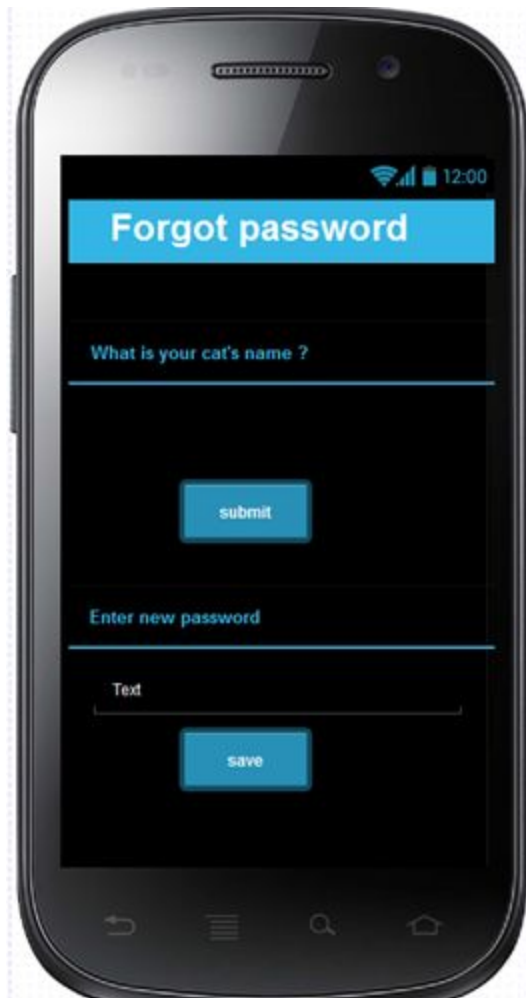 12:00
Forgot password
What is your cat's name ?
submit
Enter new password
Text
save